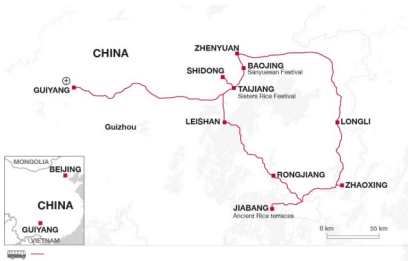 ZHENYUAN
CHINA
BAOJING
Sanyuesan Festival
SHIDONG
TAIJIANG
Sisters Rice Festival
GUIYANG
Guizhou
LEISHAN
LONGLI
RONGJIANG
ZHAOXING
JIABANG
Ancient Rice terraces
MONGOLIA
BEIJING
CHINA
GUIYANG
VIETNAM
0 km 55 km